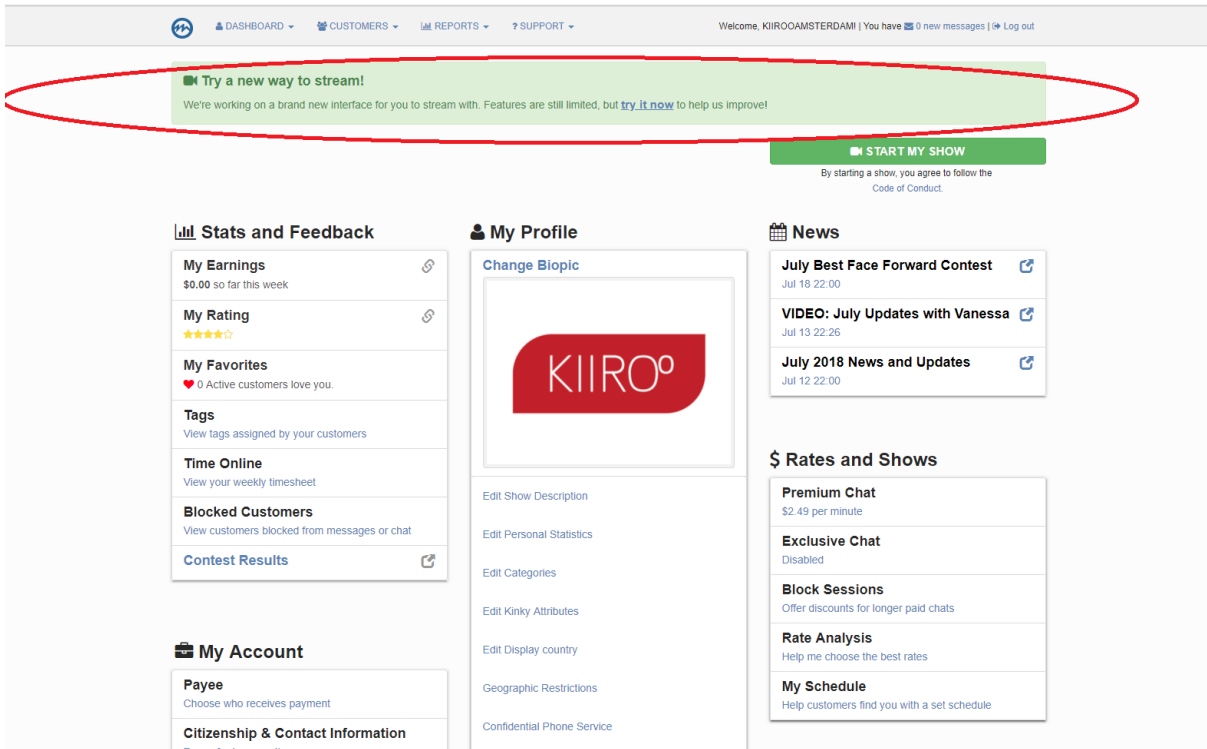 DASHBOARD CUSTOMERS REPORTS ? SUPPORT Welcome, KIIROOAMSTERDAM! | You have 0 new messages | Log out
Try a new way to stream!
We're working on a brand new interface for you to stream with. Features are still limited, but try it now to help us improve!
START MY SHOW
By starting a show, you agree to follow the
Code of Conduct.
Stats and Feedback
My Earnings
$0.00 so far this week
My Rating
My Favorites
0 Active customers love you.
Tags
View tags assigned by your customers
Time Online
View your weekly timesheet
Blocked Customers
View customers blocked from messages or chat
Contest Results
My Account
Payee
Choose who receives payment
Citizenship & Contact Information
My Profile
Change Biopic
KIIROO
Edit Show Description
Edit Personal Statistics
Edit Categories
Edit Kinky Attributes
Edit Display country
Geographic Restrictions
Confidential Phone Service
News
July Best Face Forward Contest
Jul 18 22:00
VIDEO: July Updates with Vanessa
Jul 13 22:26
July 2018 News and Updates
Jul 12 22:00
$ Rates and Shows
Premium Chat
$2.49 per minute
Exclusive Chat
Disabled
Block Sessions
Offer discounts for longer paid chats
Rate Analysis
Help me choose the best rates
My Schedule
Help customers find you with a set schedule